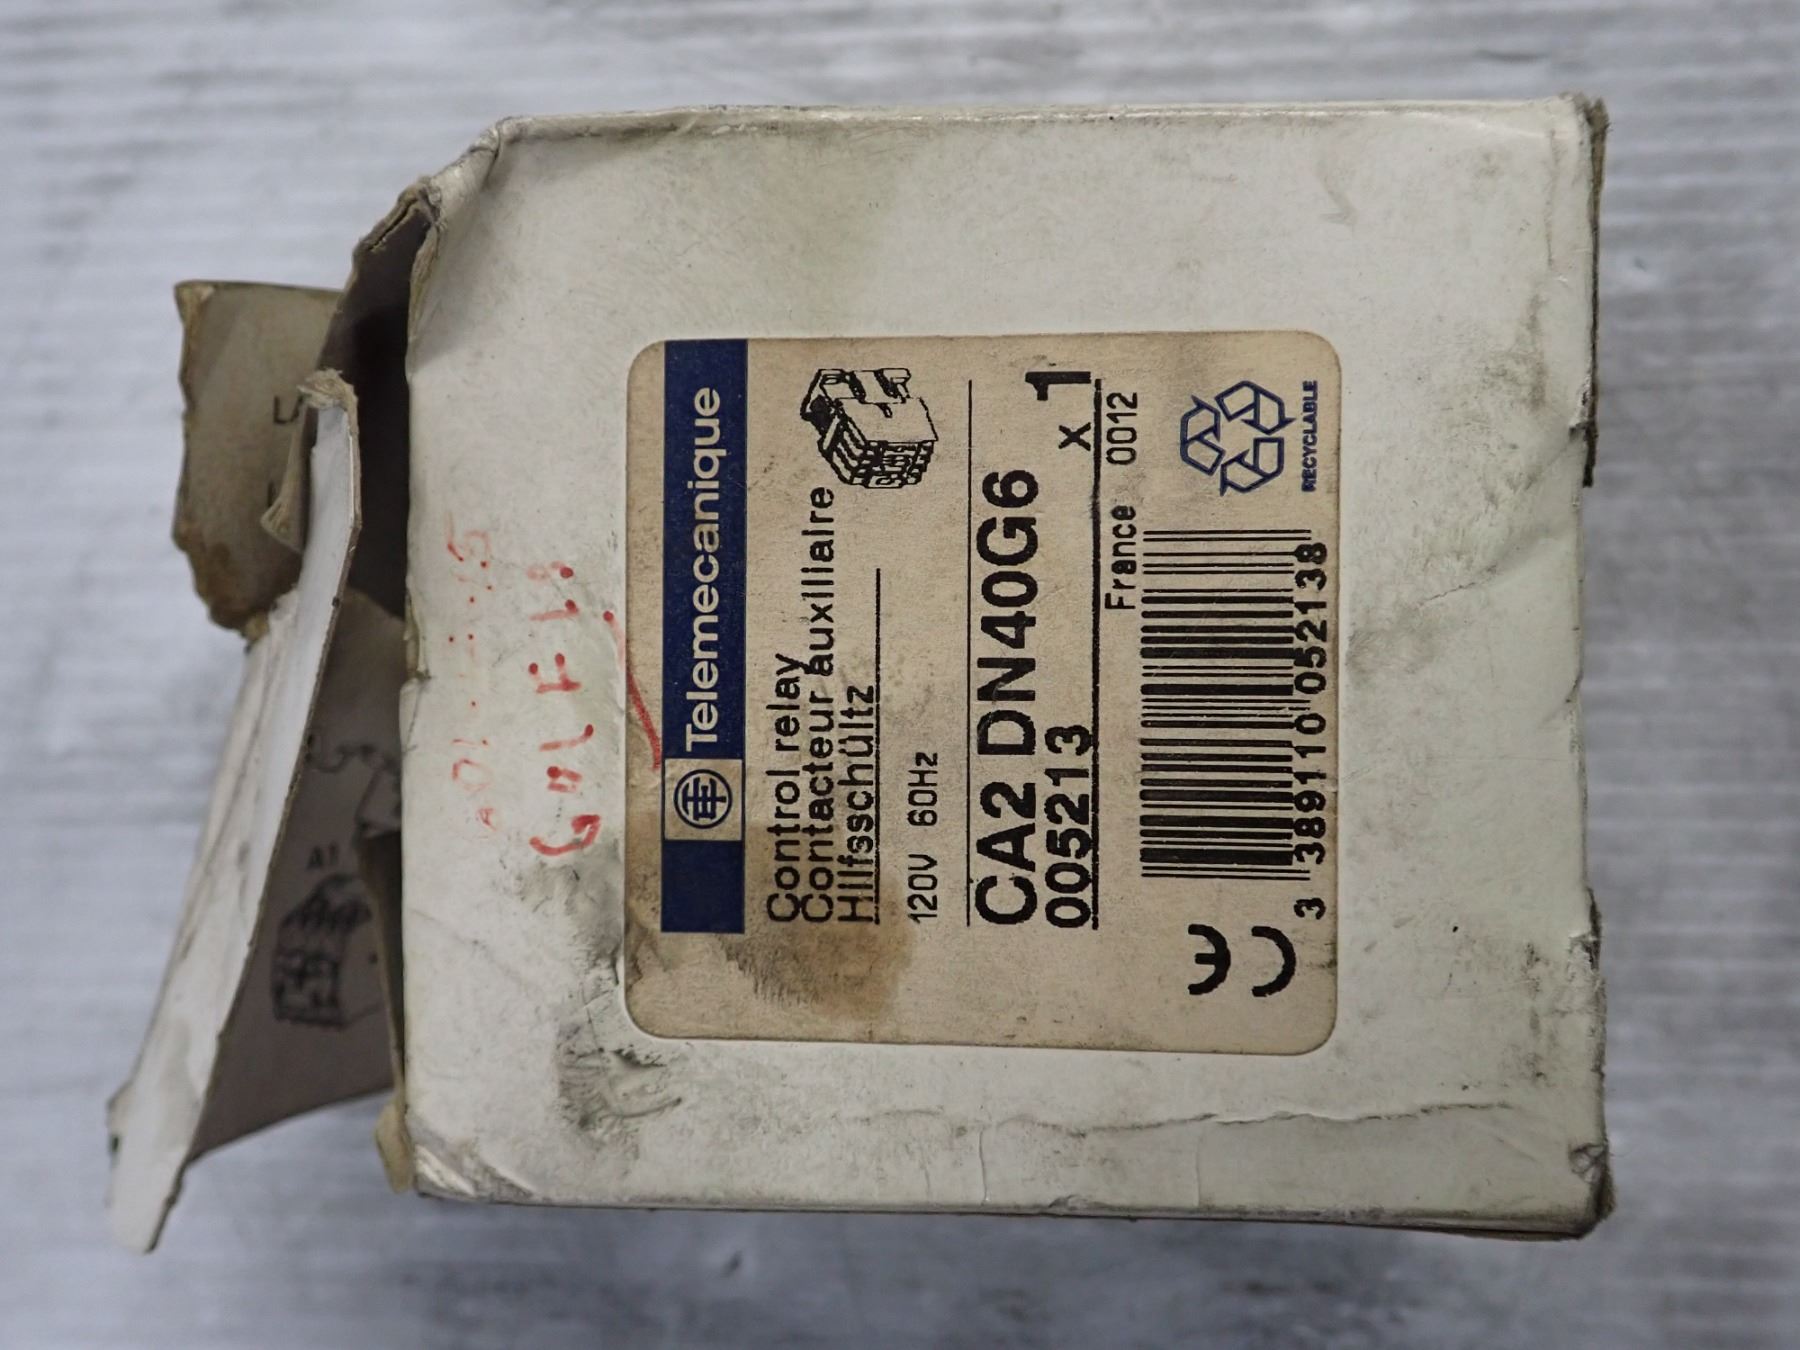 Telemecanique
Control relay
Contacteur auxiliaire
Hilfsschültz
120V 60Hz
CA2 DN40G6
005213 x 1
France 0012
3 389110 052138
RECYCLABLE
CE
A1